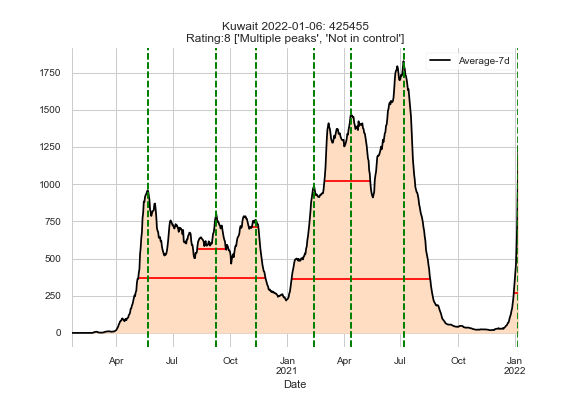 Kuwait 2022-01-06: 425455
Rating:8 ['Multiple peaks', 'Not in control']
Average-7d
1750
1500
1250
1000
750
500
250
0
Apr
Jul
Oct
Jan
2021
Apr
Jul
Oct
Jan
2022
Date